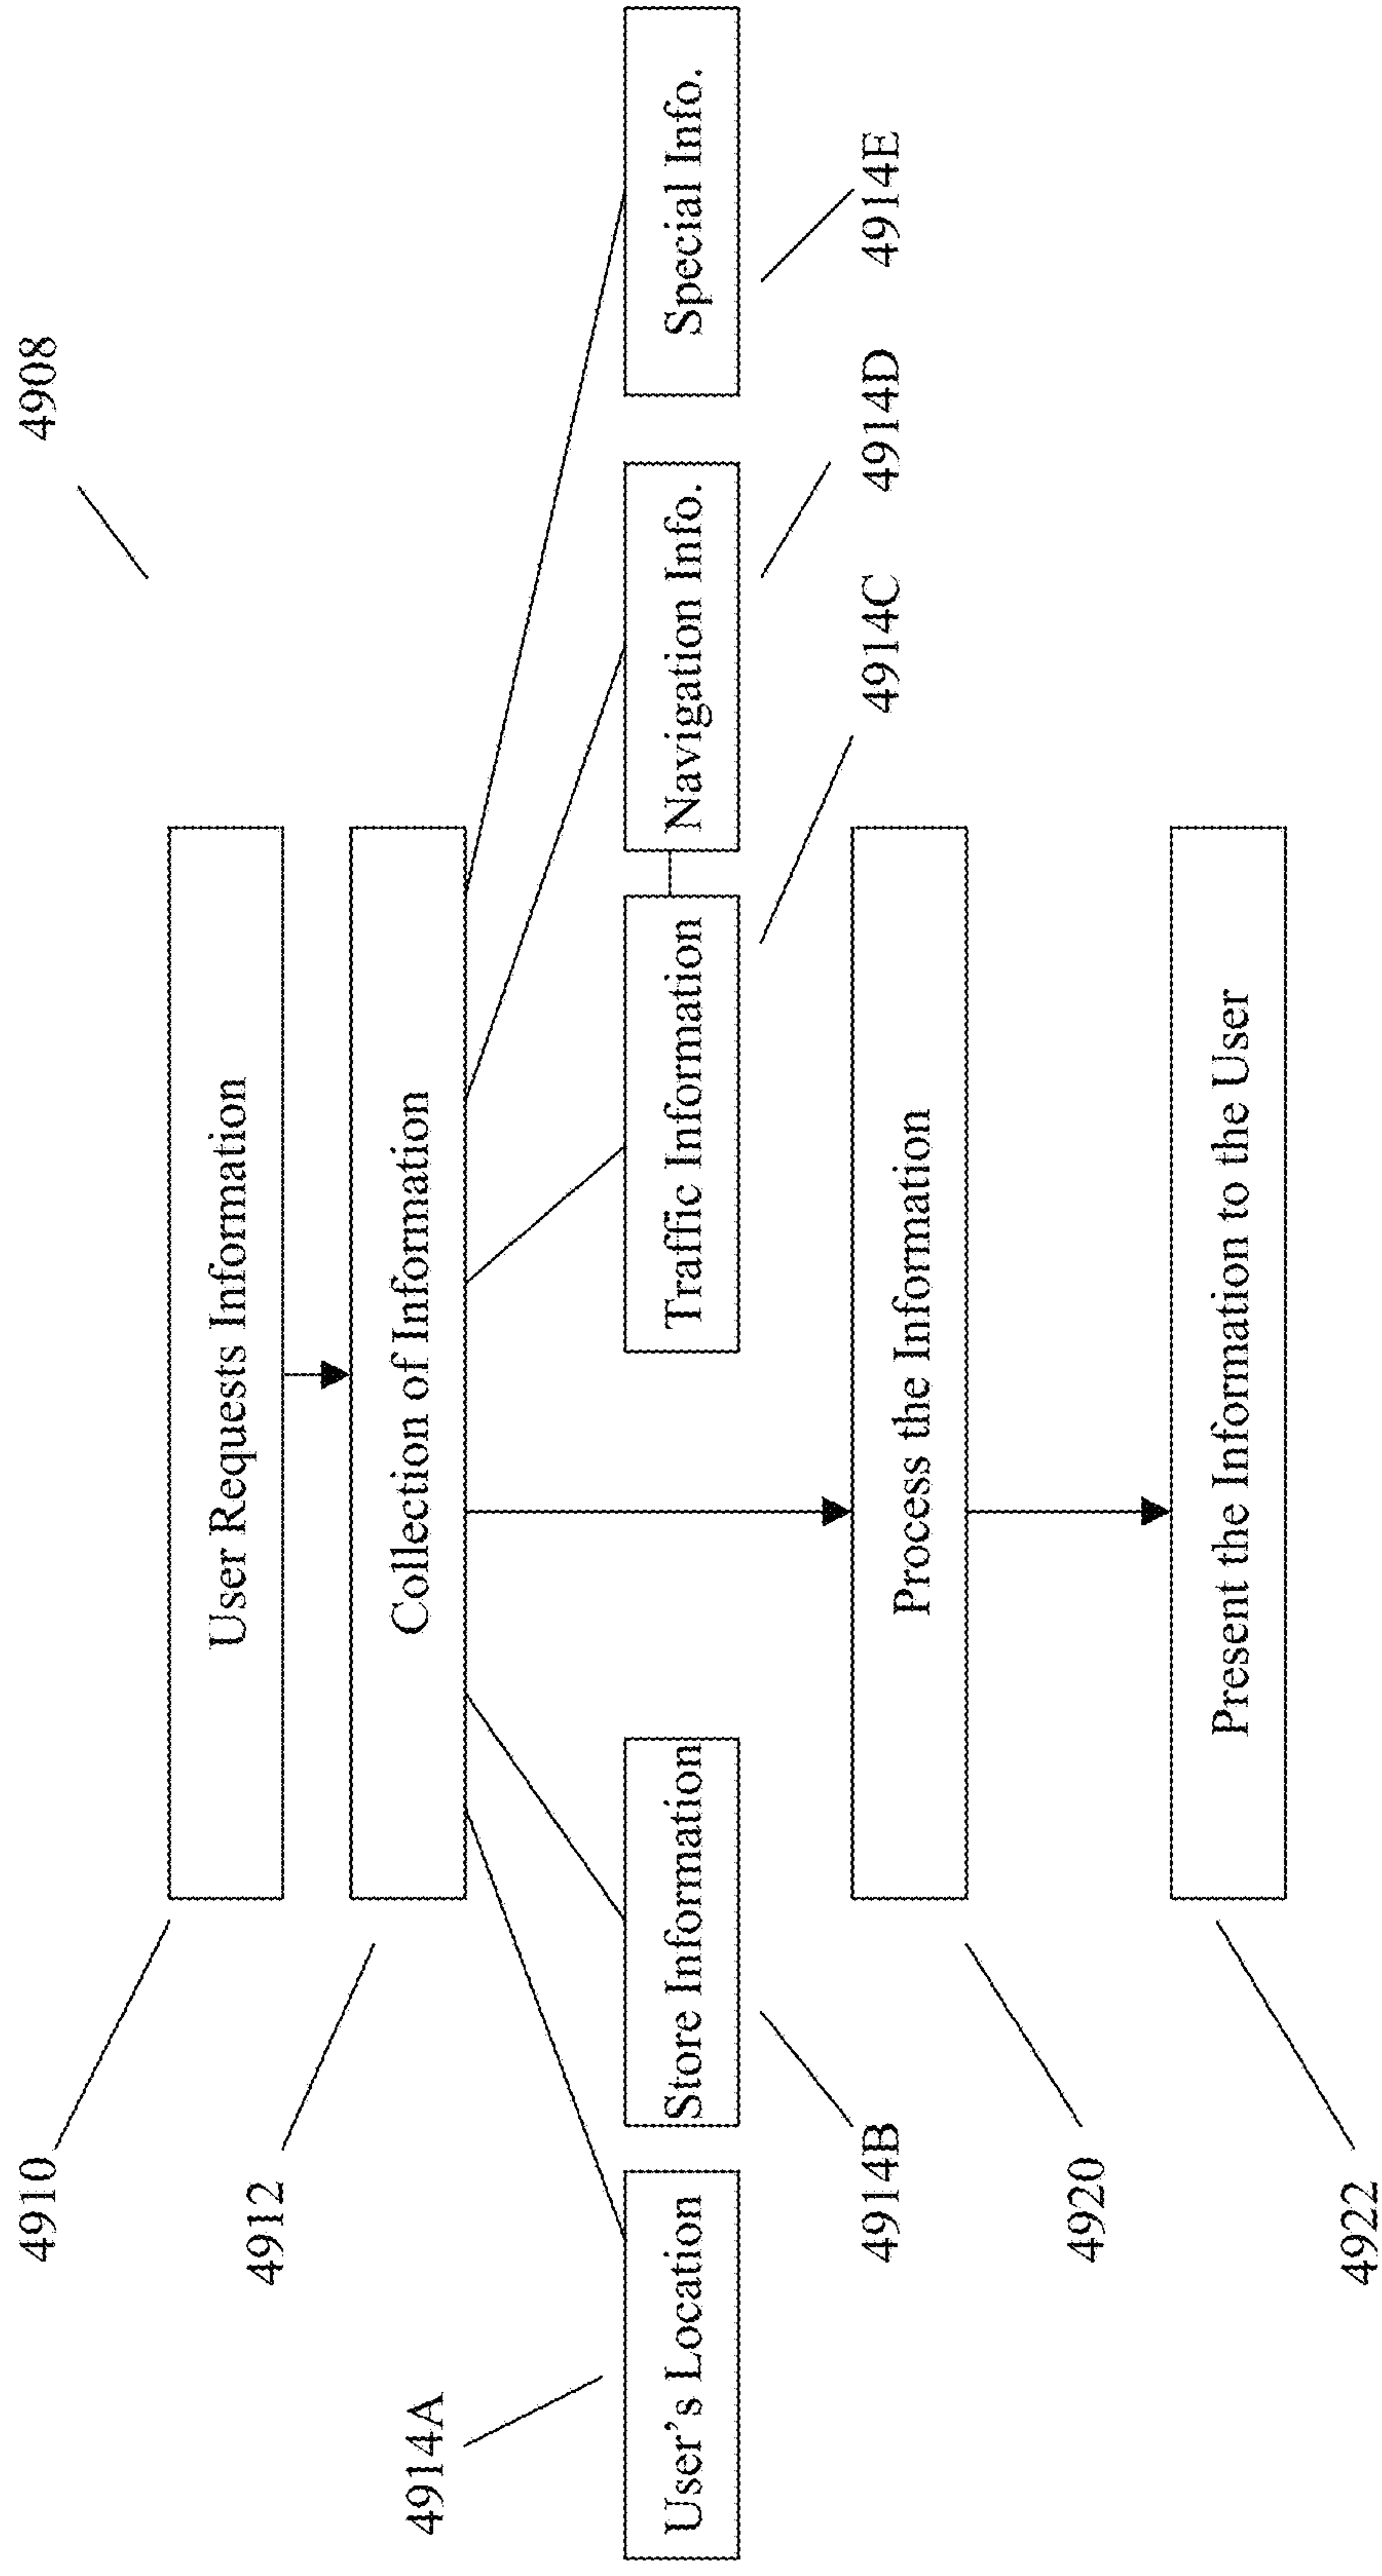 4908
4910
User Requests Information
4912
Collection of Information
4914A
User's Location
Store Information
Traffic Information
Navigation Info.
Special Info.
4914B
4914C
4914D
4914E
Process the Information
4920
Present the Information to the User
4922